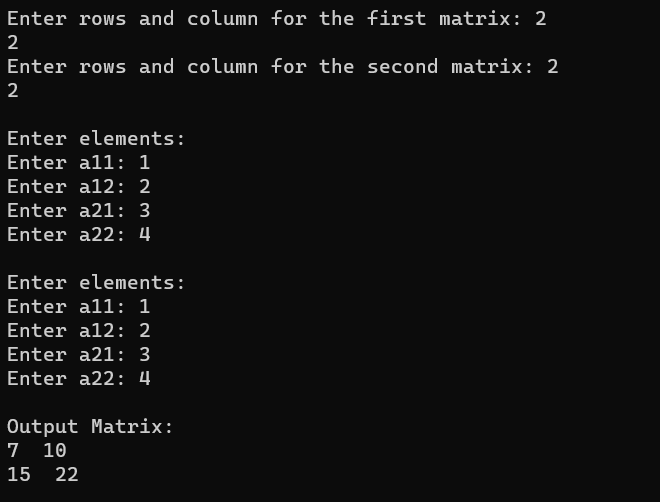 Enter rows and column for the first matrix: 2
2
Enter rows and column for the second matrix: 2
2
Enter elements:
Enter a11: 1
Enter a12: 2
Enter a21: 3
Enter a22: 4
Enter elements:
Enter a11: 1
Enter a12: 2
Enter a21: 3
Enter a22: 4
Output Matrix:
7  10
15  22